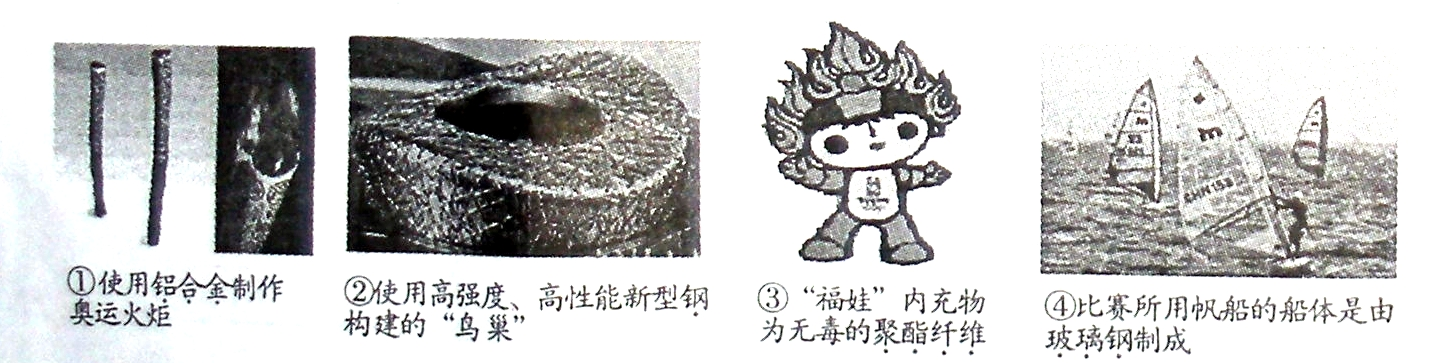 ①使用铝合金制作
奥运火炬
②使用高强度、高性能新型钢
构建的“鸟巢”
③“福娃”内充物
为无毒的聚酯纤维
④比赛所用帆船的船体是由
玻璃钢制成